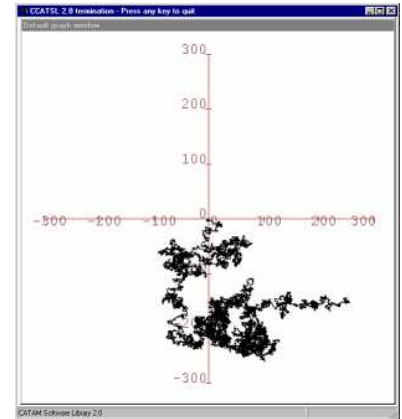 CCATSL 2.0 termination - Press any key to quit
Default graph window
300
200
100
0
-300 -200 -100 0 100 200 300
-300
CATAM Software Library 2.0